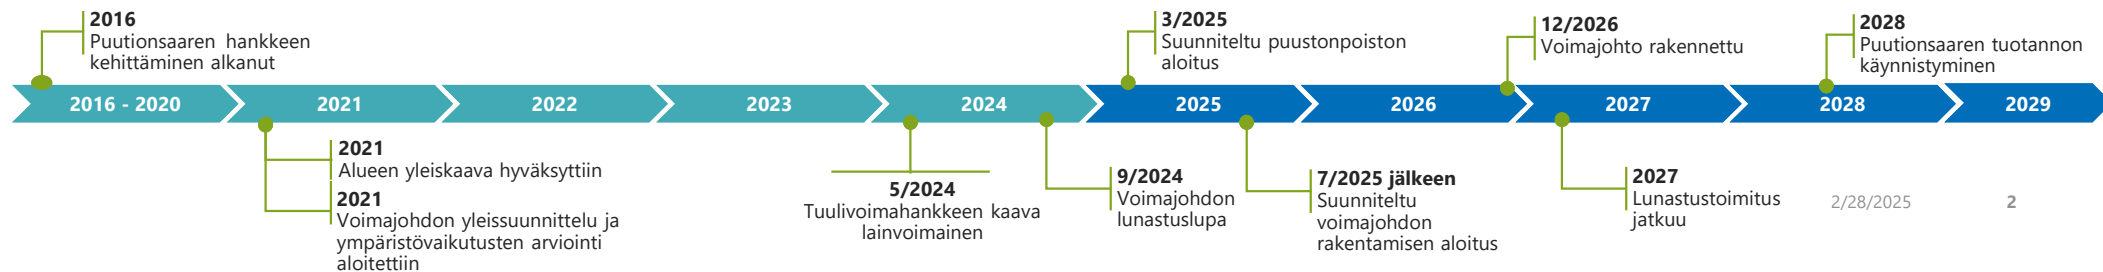 2016
Puutionsaaren hankkeen
kehittäminen alkanut
3/2025
Suunniteltu puustonpoiston
aloitus
12/2026
Voimajohto rakennettu
2028
Puutionsaaren tuotannon
käynnistyminen
2016 - 2020
2021
2022
2023
2024
2025
2026
2027
2028
2029
2021
Alueen yleiskaava hyväksyttiin
2021
Voimajohdon yleissuunnittelu ja
ympäristövaikutusten arviointi
aloitettiin
5/2024
Tuulivoimahankkeen kaava
lainvoimainen
9/2024
Voimajohdon
lunastuslupa
7/2025 jälkeen
Suunniteltu
voimajohdon
rakentamisen aloitus
2027
Lunastustoimitus
jatkuu
2/28/2025
2